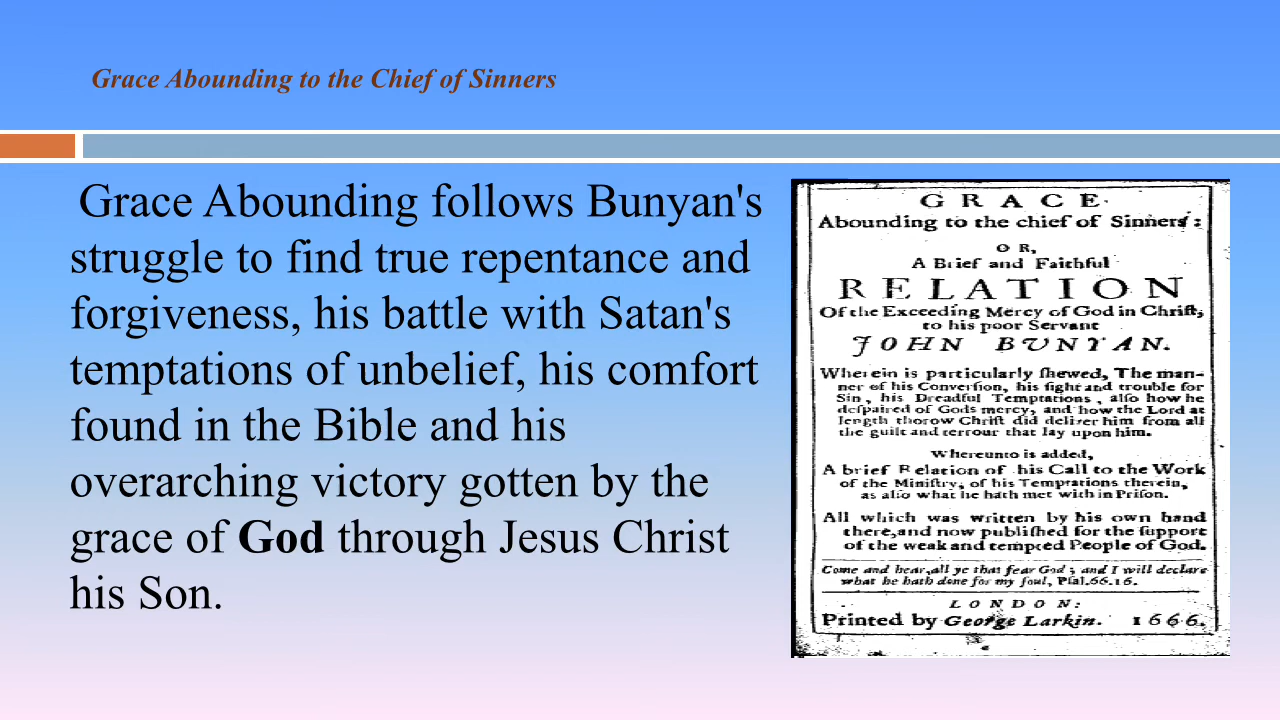 Grace Abounding to the Chief of Sinners
Grace Abounding follows Bunyan's
struggle to find true repentance and
forgiveness, his battle with Satan's
temptations of unbelief, his comfort
found in the Bible and his
overarching victory gotten by the
grace of God through Jesus Christ
his Son.
GRACE
Abounding to the chief of Sinners:
OR,
A Brief and Faithful
RELATION
Of the Exceeding Mercy of God in Chriſt,
to his poor Servant
JOHN BUNYAN.
Wherein is particularly ſhewed, The man-
ner of his Converſion, his ſight and trouble for
Sin, his Dreadful Temptations, alſo how he
deſpaired of Gods mercy, and how the Lord at
length thorow Chriſt did deliver him from all
the guilt and terrour that lay upon him.
Whereunto is added,
A brief Relation of his Call to the Work
of the Miniſtry, of his Temptations therein,
as alſo what he hath met with in Priſon.
All which was written by his own hand
there, and now publiſhed for the ſupport
of the weak and tempted People of God.
Come and hear, all ye that fear God; and I will declare
what he hath done for my ſoul, Pſal.66.16.
LONDON:
Printed by George Larkin. 1666.